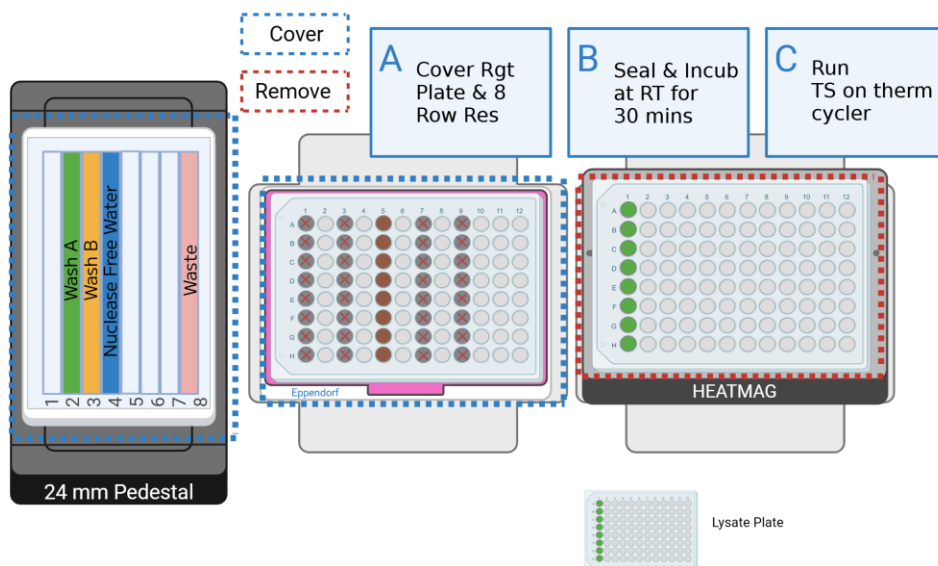 Cover
Remove
A
Cover Rgt
Plate & 8
Row Res
B
Seal & Incub
at RT for
30 mins
C
Run
TS on therm
cycler
Wash A
Wash B
Nuclease Free Water
Waste
1 2 3 4 5 6 7 8
24 mm Pedestal
1 2 3 4 5 6 7 8 9 10 11 12
A
B
C
D
E
F
G
H
Eppendorf
1 2 3 4 5 6 7 8 9 10 11 12
A
B
C
D
E
F
G
H
HEATMAG
Lysate Plate